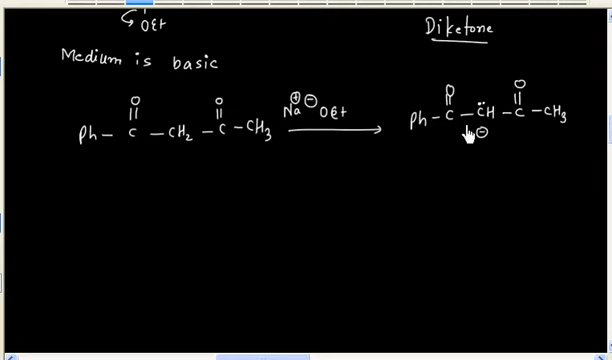 OEt
Diketone
Medium is basic
O O Na⊕ ⊖OEt O O
Ph – C – CH₂ – C – CH₃ → Ph – C – C̈H – C – CH₃
⊖